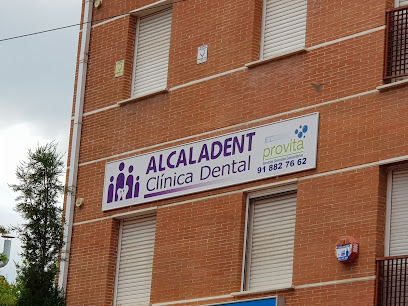 ALCALADENT
Clínica Dental
provita
91 882 76 62